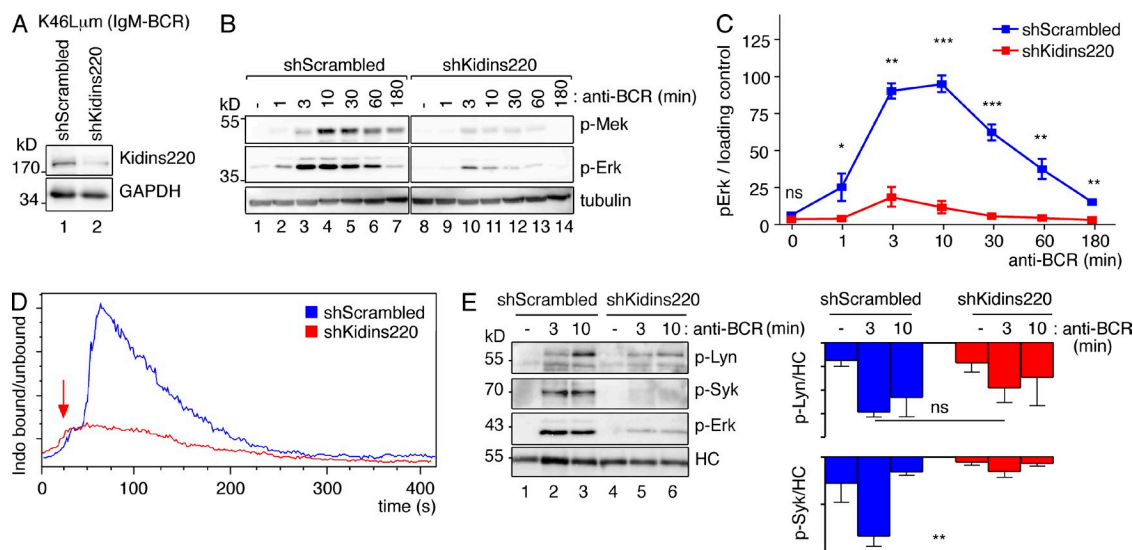 A
K46Lμm (IgM-BCR)
shScrambled
shKidins220
kD
170
Kidins220
34
GAPDH
1 2
B
shScrambled shKidins220
- 1 3 10 30 60 180 - 1 3 10 30 60 180 : anti-BCR (min)
kD
55
p-Mek
p-Erk
35
tubulin
1 2 3 4 5 6 7 8 9 10 11 12 13 14
C
shScrambled
shKidins220
pErk / loading control
125
100
75
50
25
0
ns * ** *** *** ** **
0 1 3 10 30 60 180
anti-BCR (min)
D
shScrambled
shKidins220
Indo bound/unbound
0 100 200 300 400
time (s)
E
shScrambled shKidins220
- 3 10 - 3 10 : anti-BCR (min)
kD
55
p-Lyn
70
p-Syk
43
p-Erk
55
HC
1 2 3 4 5 6
shScrambled shKidins220
- 3 10 - 3 10 : anti-BCR
(min)
p-Lyn/HC
ns
p-Syk/HC
**